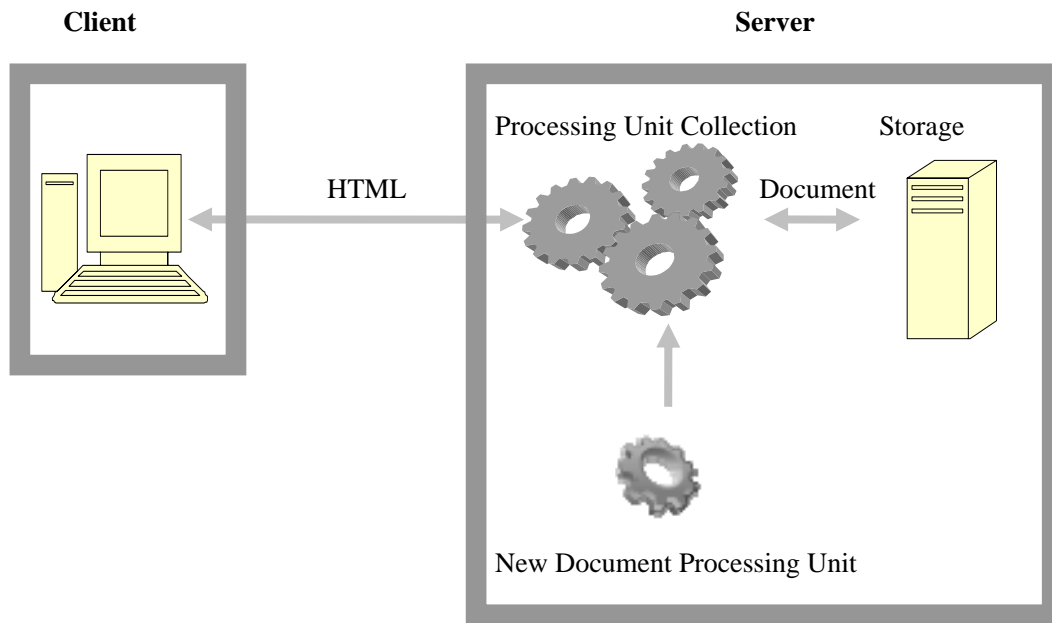 Client
Server
Processing Unit Collection
Storage
HTML
Document
New Document Processing Unit